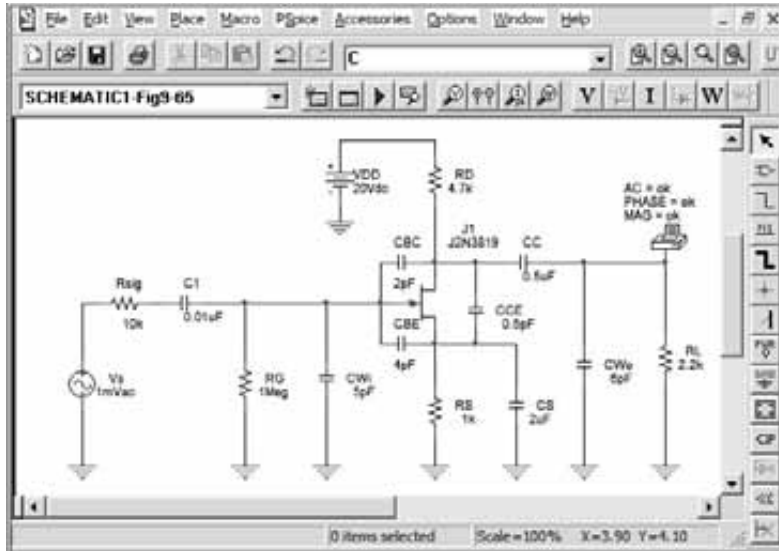 File Edit View Place Macro PSpice Accessories Options Window Help
C
SCHEMATIC1-Fig9-65
V I W
VDD
20Vdc
RD
4.7k
AC = ok
PHASE = ok
MAG = ok
J1
J2N3819
CBC
2pF
CC
0.5uF
Rsig
10k
C1
0.01uF
CCE
0.5pF
CBE
4pF
Vs
1mVac
RG
1Meg
CWi
5pF
RS
1k
CS
2uF
CWo
6pF
RL
2.2k
0 items selected Scale=100% X=3.90 Y=4.10